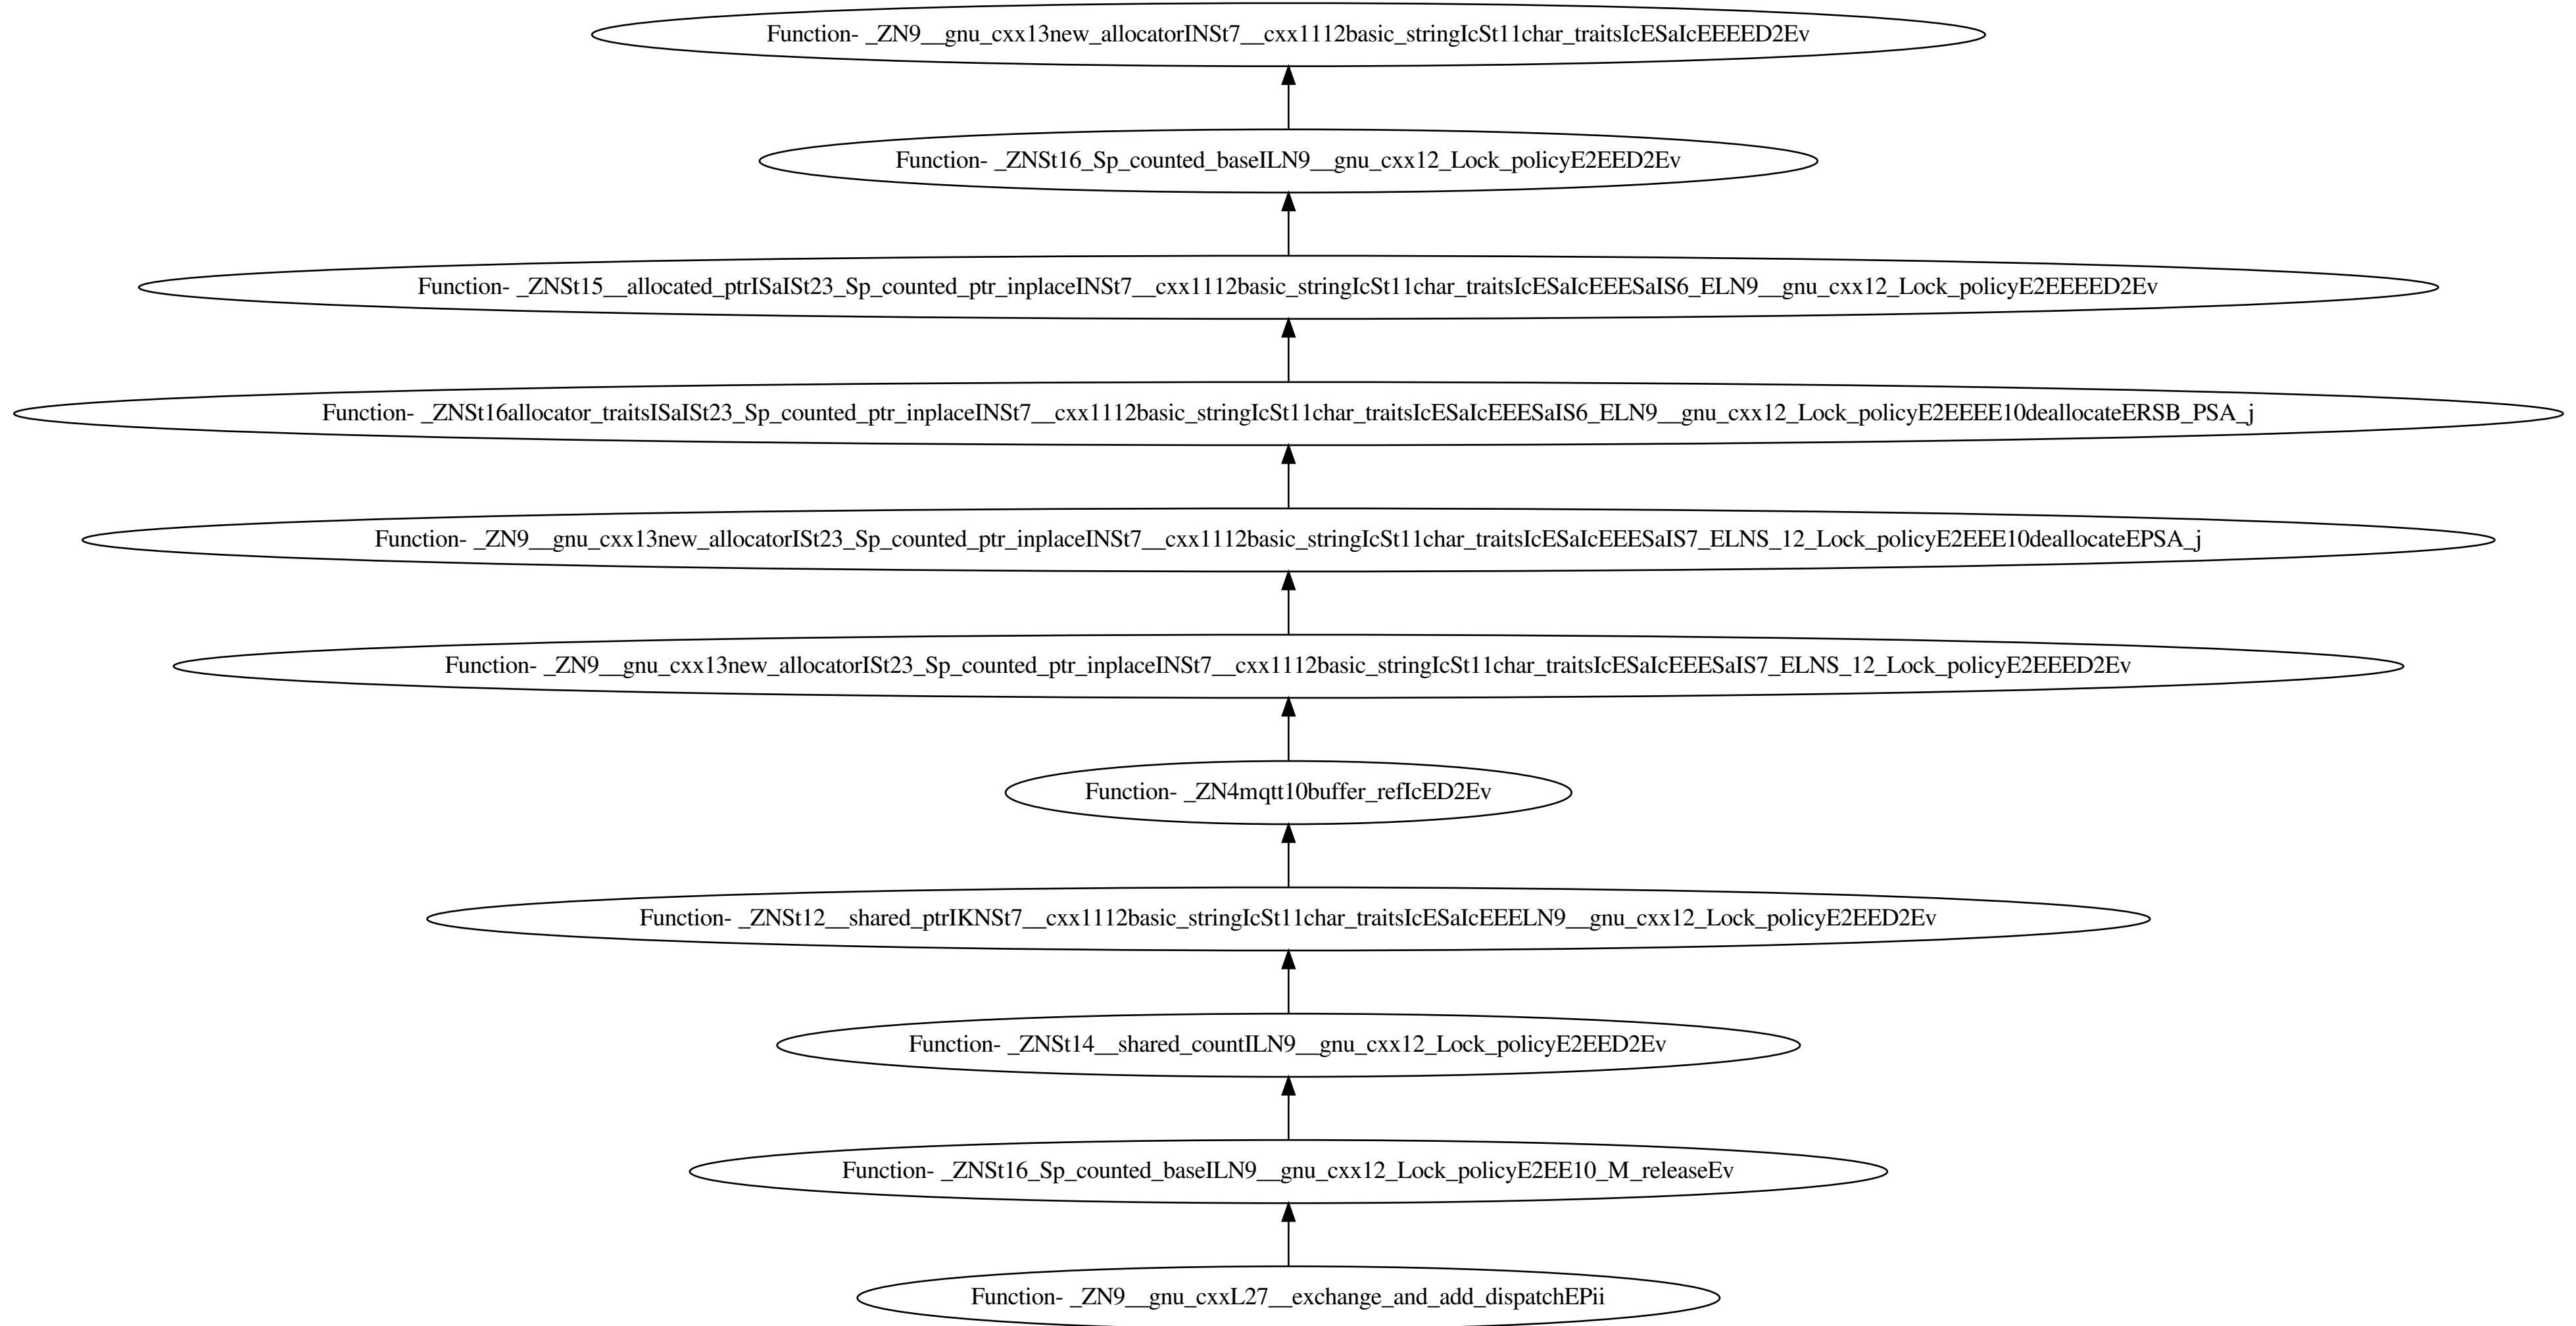 Function- _ZN9__gnu_cxx13new_allocatorINSt7__cxx1112basic_stringIcSt11char_traitsIcESaIcEEEED2Ev
Function- _ZNSt16_Sp_counted_baseILN9__gnu_cxx12_Lock_policyE2EED2Ev
Function- _ZNSt15__allocated_ptrISaISt23_Sp_counted_ptr_inplaceINSt7__cxx1112basic_stringIcSt11char_traitsIcESaIcEEESaIS6_ELN9__gnu_cxx12_Lock_policyE2EEEED2Ev
Function- _ZNSt16allocator_traitsISaISt23_Sp_counted_ptr_inplaceINSt7__cxx1112basic_stringIcSt11char_traitsIcESaIcEEESaIS6_ELN9__gnu_cxx12_Lock_policyE2EEEE10deallocateERSB_PSA_j
Function- _ZN9__gnu_cxx13new_allocatorISt23_Sp_counted_ptr_inplaceINSt7__cxx1112basic_stringIcSt11char_traitsIcESaIcEEESaIS7_ELNS_12_Lock_policyE2EEE10deallocateEPSA_j
Function- _ZN9__gnu_cxx13new_allocatorISt23_Sp_counted_ptr_inplaceINSt7__cxx1112basic_stringIcSt11char_traitsIcESaIcEEESaIS7_ELNS_12_Lock_policyE2EEED2Ev
Function- _ZN4mqtt10buffer_refIcED2Ev
Function- _ZNSt12__shared_ptrIKNSt7__cxx1112basic_stringIcSt11char_traitsIcESaIcEEELN9__gnu_cxx12_Lock_policyE2EED2Ev
Function- _ZNSt14__shared_countILN9__gnu_cxx12_Lock_policyE2EED2Ev
Function- _ZNSt16_Sp_counted_baseILN9__gnu_cxx12_Lock_policyE2EE10_M_releaseEv
Function- _ZN9__gnu_cxxL27__exchange_and_add_dispatchEPii